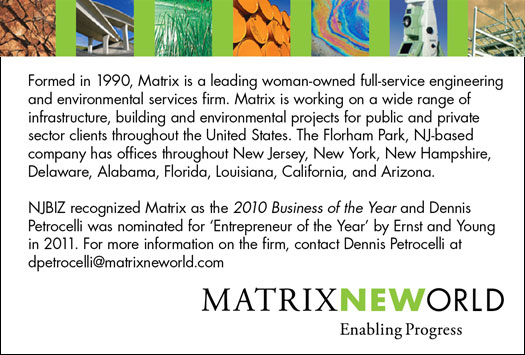 Formed in 1990, Matrix is a leading woman-owned full-service engineering
and environmental services firm. Matrix is working on a wide range of
infrastructure, building and environmental projects for public and private
sector clients throughout the United States. The Florham Park, NJ-based
company has offices throughout New Jersey, New York, New Hampshire,
Delaware, Alabama, Florida, Louisiana, California, and Arizona.
NJBIZ recognized Matrix as the 2010 Business of the Year and Dennis
Petrocelli was nominated for ‘Entrepreneur of the Year’ by Ernst and Young
in 2011. For more information on the firm, contact Dennis Petrocelli at
dpetrocelli@matrixneworld.com
MATRIXNEWORLD
Enabling Progress